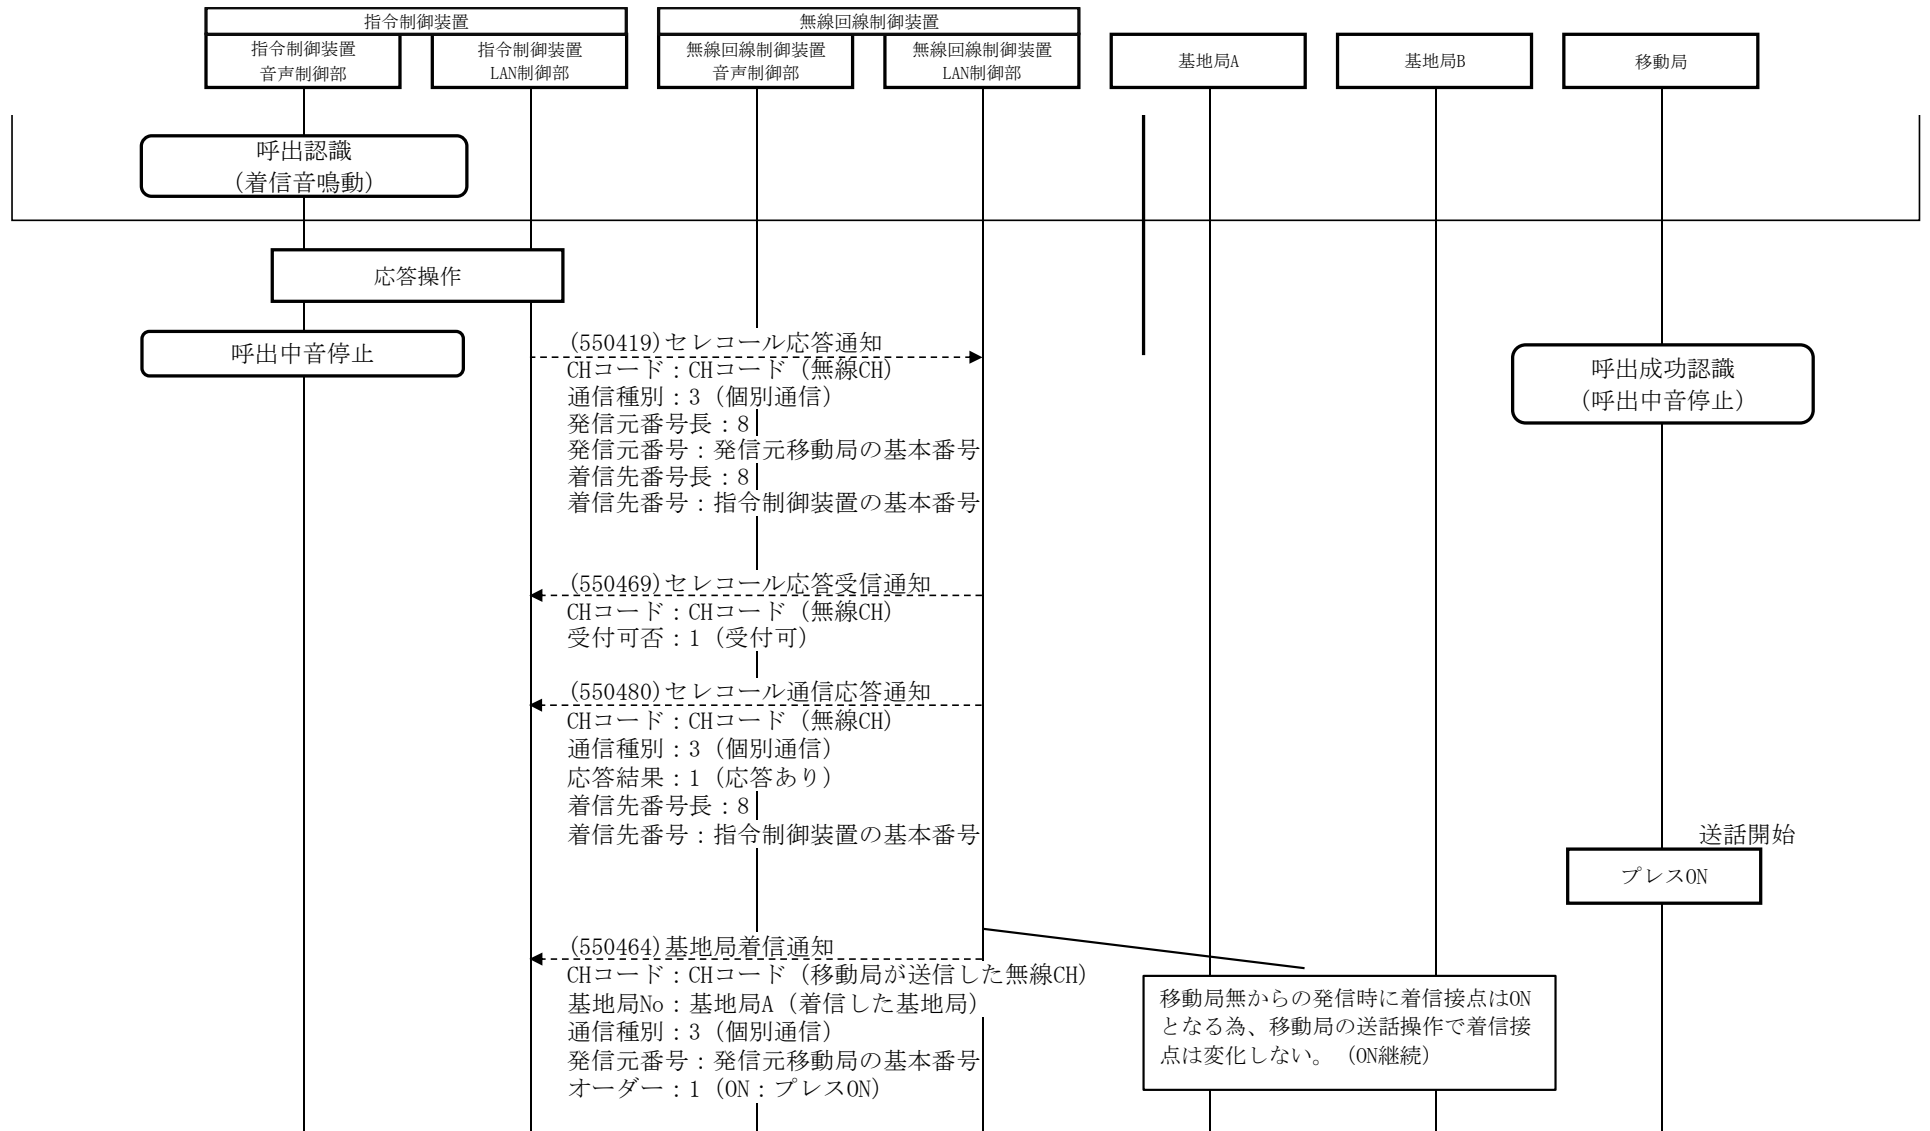 指令制御装置
無線回線制御装置
指令制御装置
音声制御部
指令制御装置
LAN制御部
無線回線制御装置
音声制御部
無線回線制御装置
LAN制御部
基地局A
基地局B
移動局
呼出認識
(着信音鳴動)
応答操作
呼出中音停止
(550419)セレコール応答通知
CHコード：CHコード（無線CH）
通信種別：3（個別通信）
発信元番号長：8
発信元番号：発信元移動局の基本番号
着信先番号長：8
着信先番号：指令制御装置の基本番号
呼出成功認識
(呼出中音停止)
(550469)セレコール応答受信通知
CHコード：CHコード（無線CH）
受付可否：1（受付可）
(550480)セレコール通信応答通知
CHコード：CHコード（無線CH）
通信種別：3（個別通信）
応答結果：1（応答あり）
着信先番号長：8
着信先番号：指令制御装置の基本番号
送話開始
プレスON
(550464)基地局着信通知
CHコード：CHコード（移動局が送信した無線CH）
基地局No：基地局A（着信した基地局）
通信種別：3（個別通信）
発信元番号：発信元移動局の基本番号
オーダー：1（ON：プレスON）
移動局無からの発信時に着信接点はON
となる為、移動局の送話操作で着信接
点は変化しない。（ON継続）